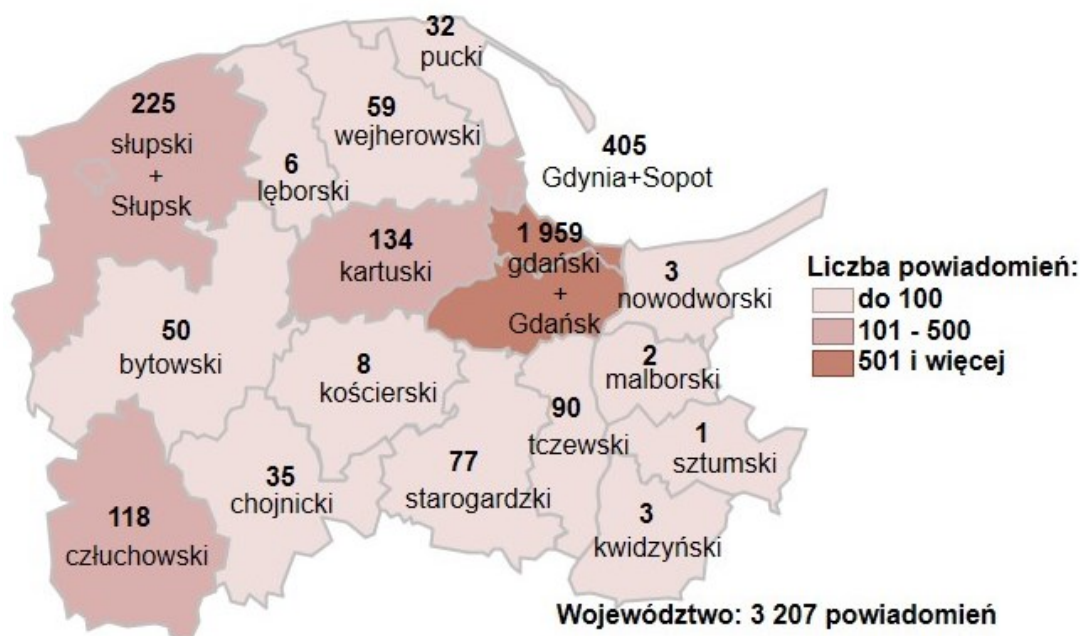 32
pucki
225
słupski
+
Słupsk
59
wejherowski
6
lęborski
405
Gdynia+Sopot
134
kartuski
1 959
gdański
+
Gdańsk
3
nowodworski
Liczba powiadomień:
do 100
101 - 500
501 i więcej
50
bytowski
8
kościerski
2
malborski
90
tczewski
1
sztumski
118
człuchowski
35
chojnicki
77
starogardzki
3
kwidzyński
Województwo: 3 207 powiadomień